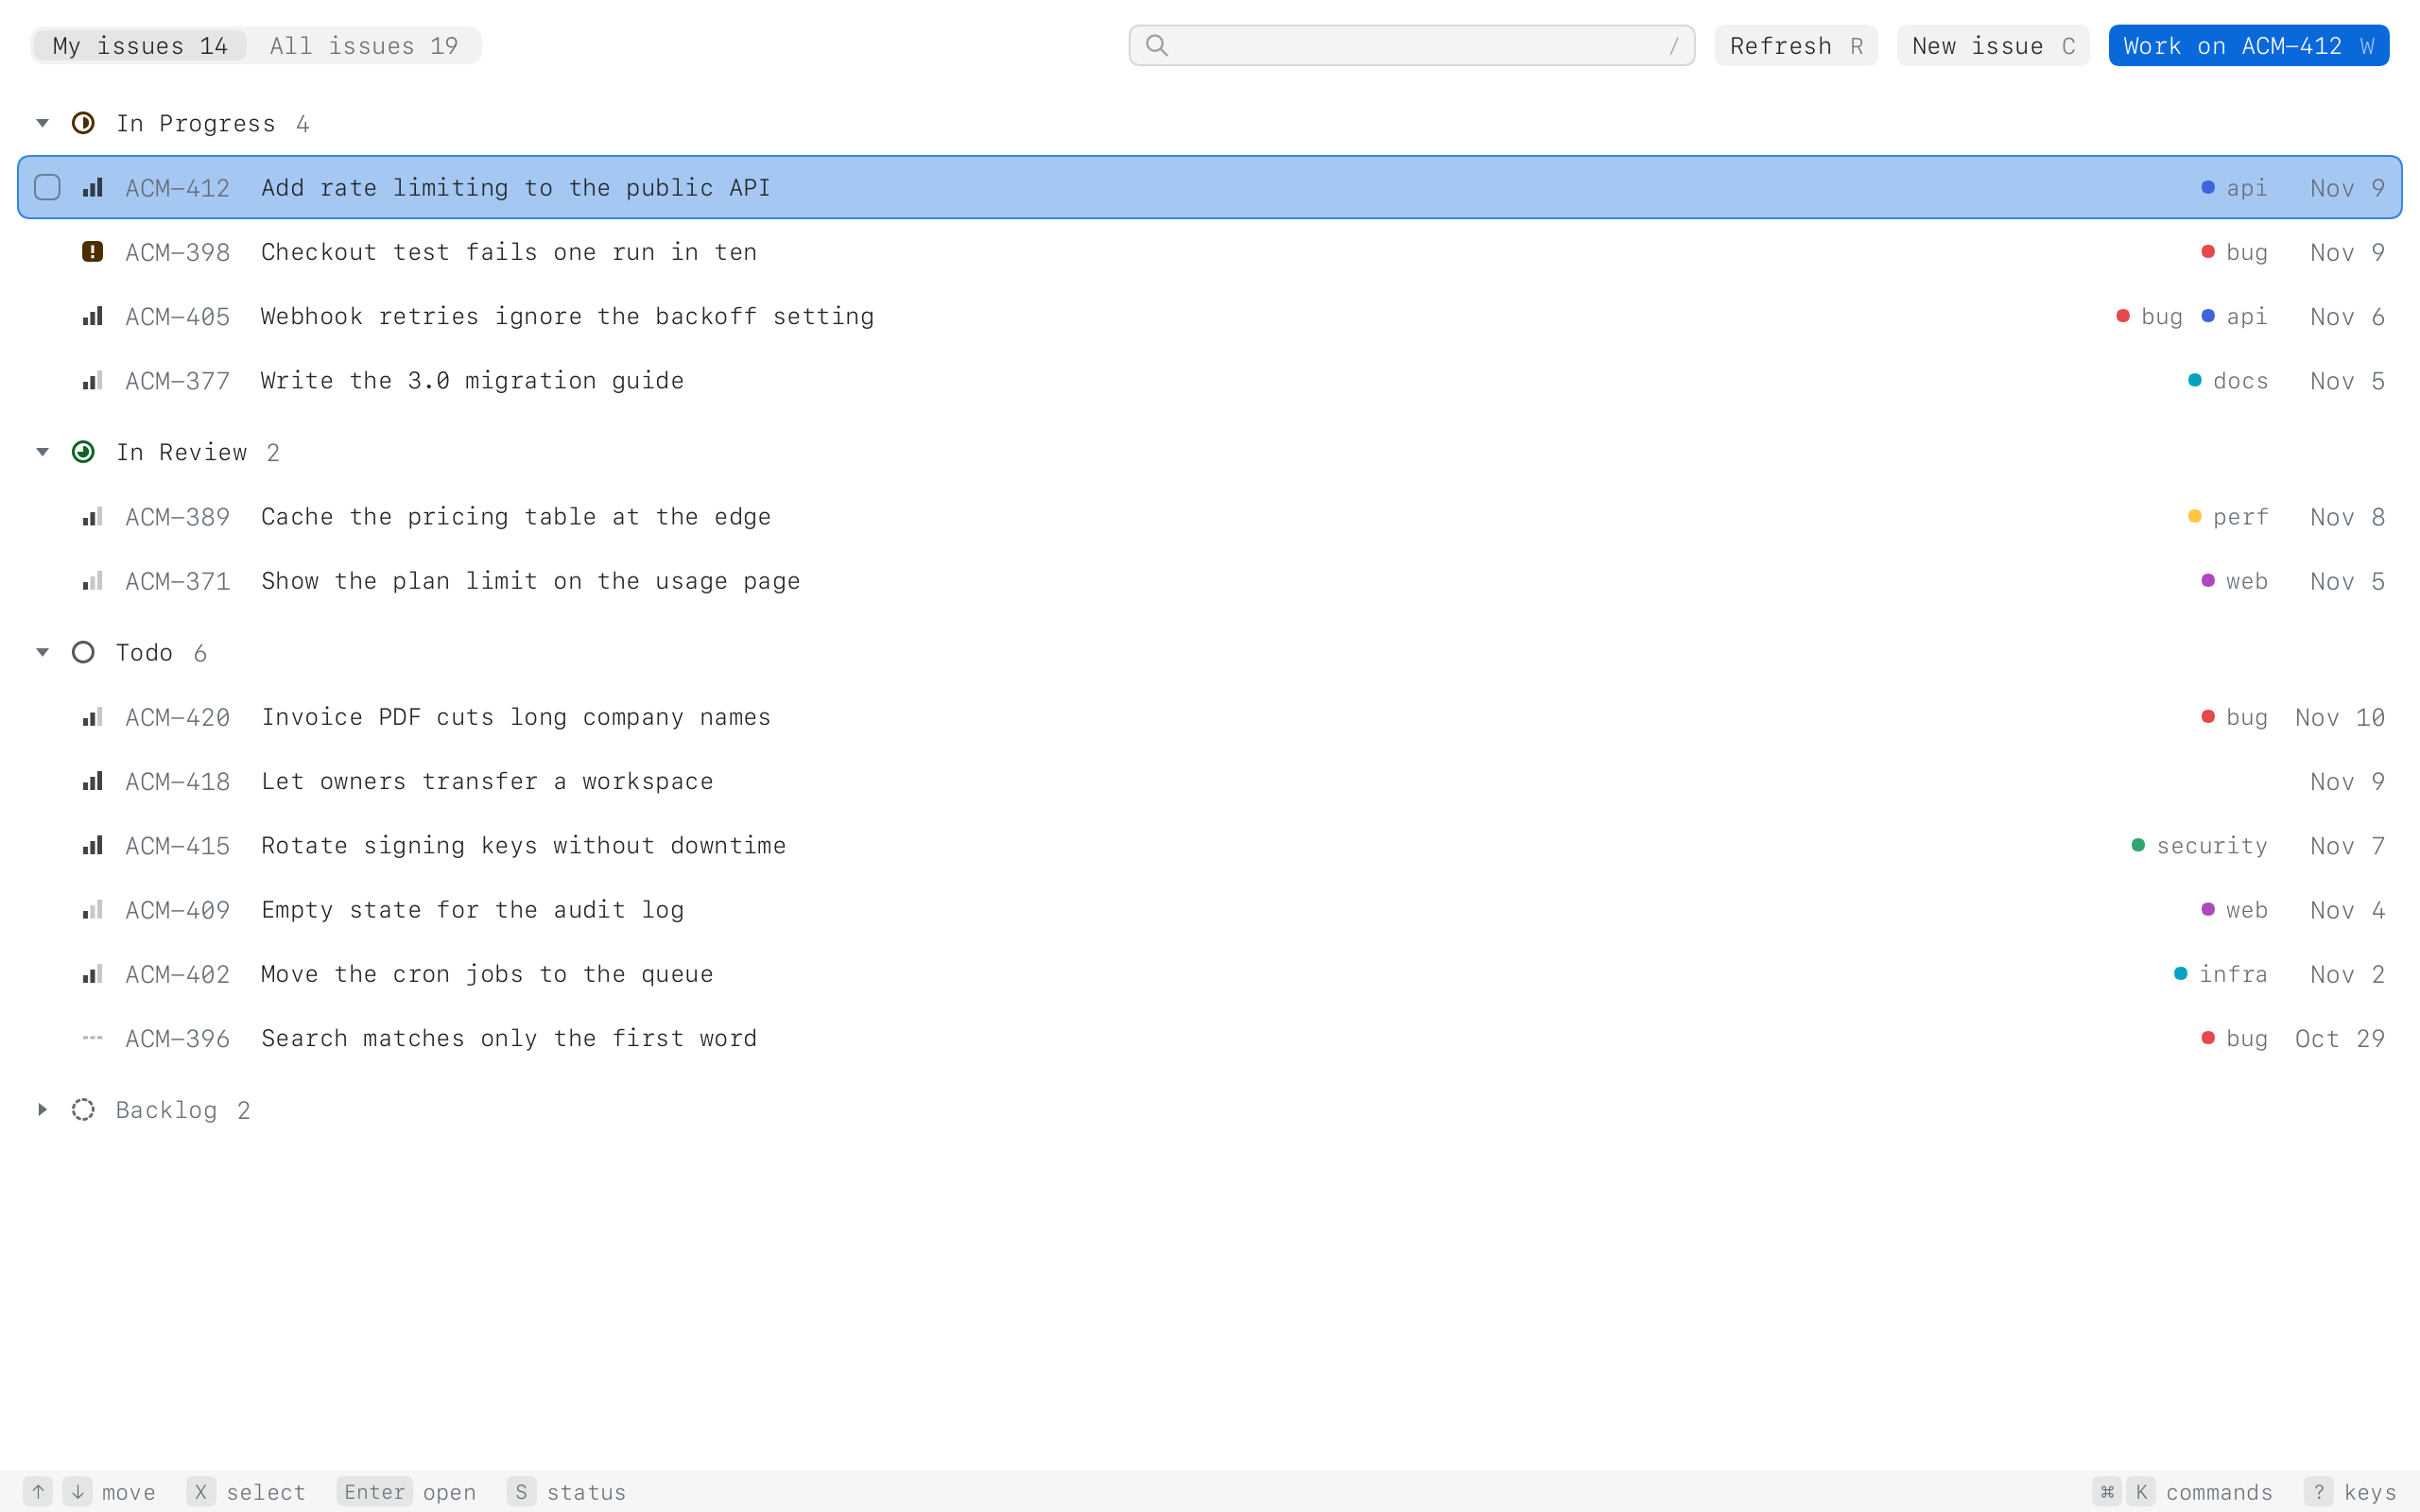 My issues 14 All issues 19 / Refresh R New issue C Work on ACM-412 W
In Progress 4
ACM-412 Add rate limiting to the public API api Nov 9
ACM-398 Checkout test fails one run in ten bug Nov 9
ACM-405 Webhook retries ignore the backoff setting bug api Nov 6
ACM-377 Write the 3.0 migration guide docs Nov 5
In Review 2
ACM-389 Cache the pricing table at the edge perf Nov 8
ACM-371 Show the plan limit on the usage page web Nov 5
Todo 6
ACM-420 Invoice PDF cuts long company names bug Nov 10
ACM-418 Let owners transfer a workspace Nov 9
ACM-415 Rotate signing keys without downtime security Nov 7
ACM-409 Empty state for the audit log web Nov 4
ACM-402 Move the cron jobs to the queue infra Nov 2
ACM-396 Search matches only the first word bug Oct 29
Backlog 2
↑ ↓ move X select Enter open S status ⌘ K commands ? keys